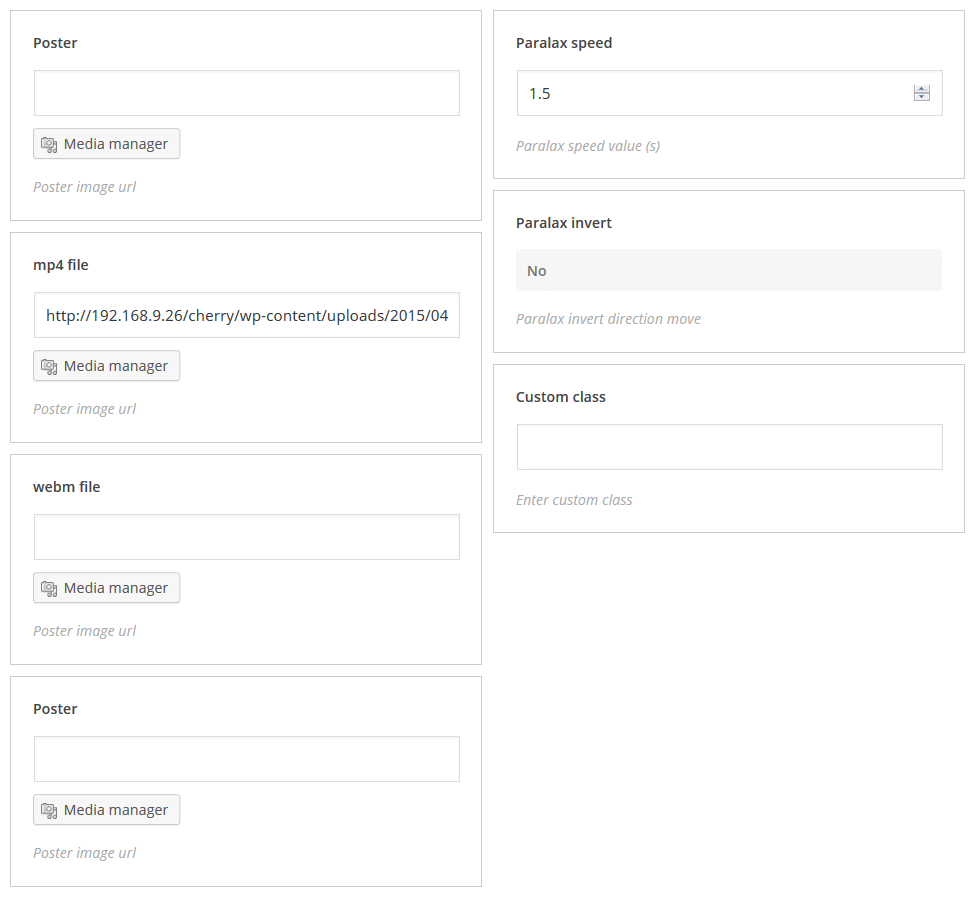 Poster
Media manager
Poster image url
mp4 file
http://192.168.9.26/cherry/wp-content/uploads/2015/04
Media manager
Poster image url
webm file
Media manager
Poster image url
Poster
Media manager
Poster image url
Paralax speed
1.5
Paralax speed value (s)
Paralax invert
No
Paralax invert direction move
Custom class
Enter custom class